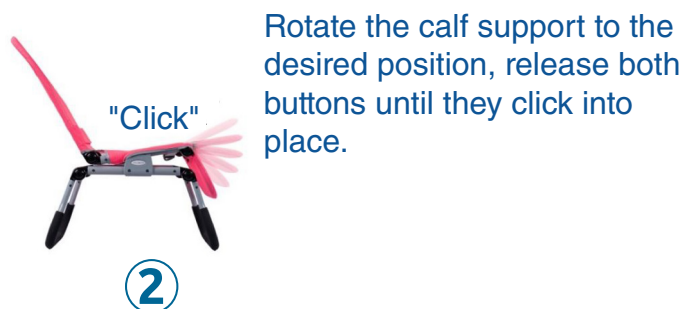 Rotate the calf support to the
desired position, release both
buttons until they click into
place.
"Click"
2